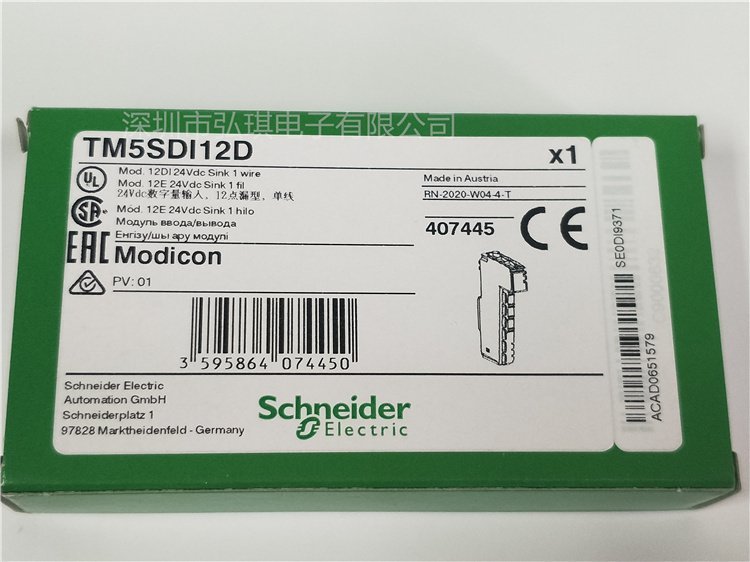 深圳市弘琪电子有限公司
TM5SDI12D
x1
Mod. 12DI 24Vdc Sink 1 wire
Mod. 12E 24Vdc Sink 1 fil
24Vdc数字量输入, 12点漏型, 单线
Mód. 12E 24Vdc Sink 1 hilo
Модуль ввода/вывода
Енгізу/шығару модулі
Made in Austria
RN-2020-W04-4-T
407445
CE
UL
SA
EAC
Modicon
PV: 01
3 595864 074450
Schneider Electric
Automation GmbH
Schneiderplatz 1
97828 Marktheidenfeld - Germany
Schneider
Electric
SE0DI9371
ACAD0651579